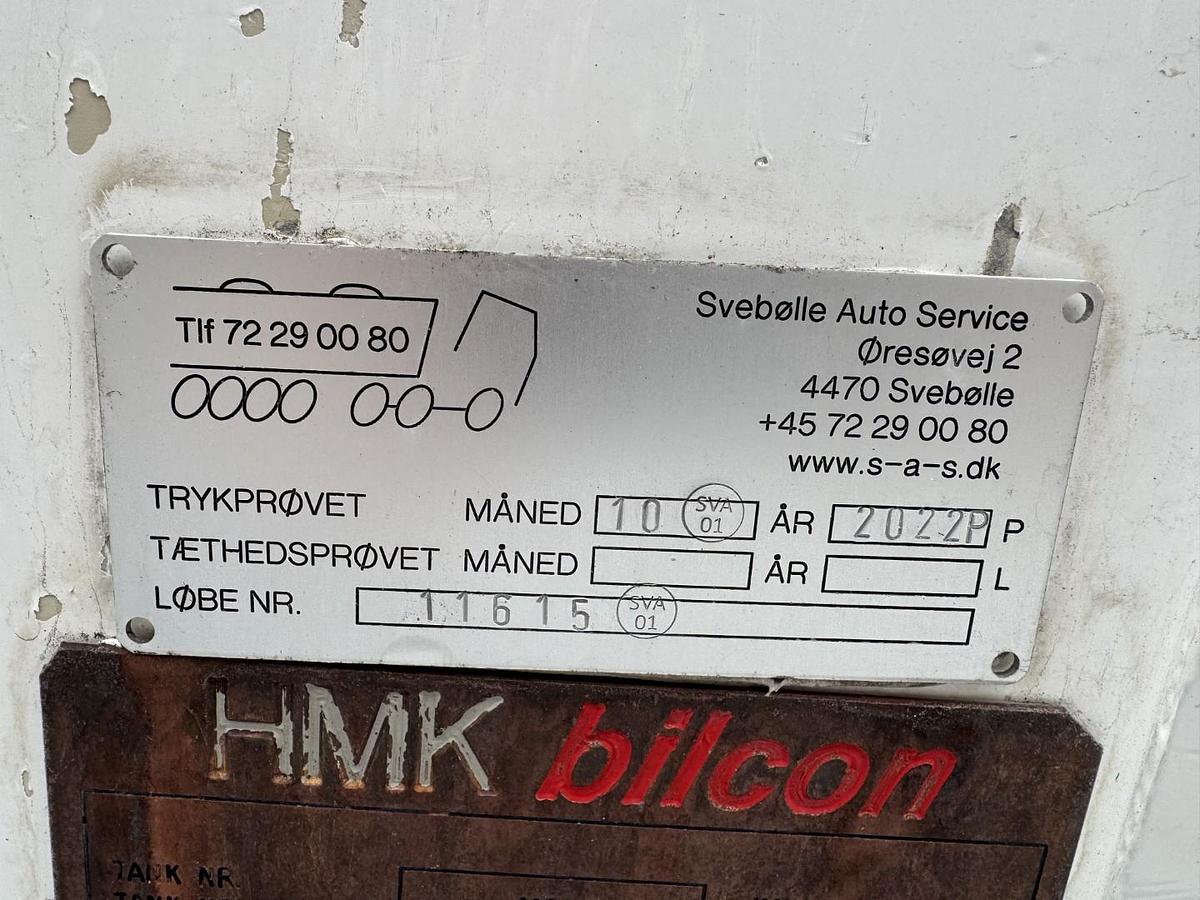 Tlf 72 29 00 80
Svebølle Auto Service
Øresøvej 2
4470 Svebølle
+45 72 29 00 80
www.s-a-s.dk
TRYKPRØVET MÅNED 10 SVA 01 ÅR 2022P P
TÆTHEDSPRØVET MÅNED ÅR L
LØBE NR. 11615 SVA 01
HMK bilcon
TANK NR.